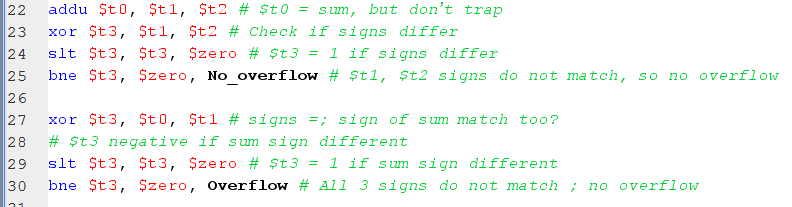 22 addu $t0, $t1, $t2 # $t0 = sum, but don't trap
23 xor $t3, $t1, $t2 # Check if signs differ
24 slt $t3, $t3, $zero # $t3 = 1 if signs differ
25 bne $t3, $zero, No_overflow # $t1, $t2 signs do not match, so no overflow
26
27 xor $t3, $t0, $t1 # signs =; sign of sum match too?
28 # $t3 negative if sum sign different
29 slt $t3, $t3, $zero # $t3 = 1 if sum sign different
30 bne $t3, $zero, Overflow # All 3 signs do not match ; no overflow